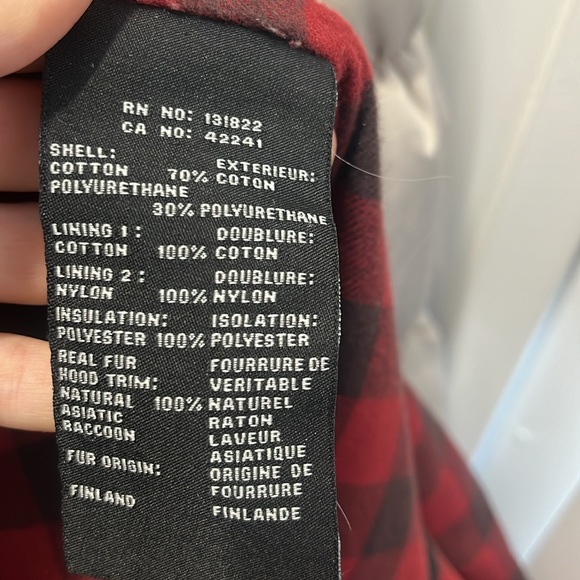 RN NO: 131822
CA NO: 42241
SHELL: EXTERIEUR:
COTTON 70% COTON
POLYURETHANE
30% POLYURETHANE
LINING 1 : DOUBLURE:
COTTON 100% COTON
LINING 2 : DOUBLURE:
NYLON 100% NYLON
INSULATION: ISOLATION:
POLYESTER 100% POLYESTER
REAL FUR FOURRURE DE
HOOD TRIM: VERITABLE
NATURAL 100% NATUREL
ASIATIC RATON
RACCOON LAVEUR
ASIATIQUE
FUR ORIGIN: ORIGINE DE
FOURRURE
FINLAND FINLANDE